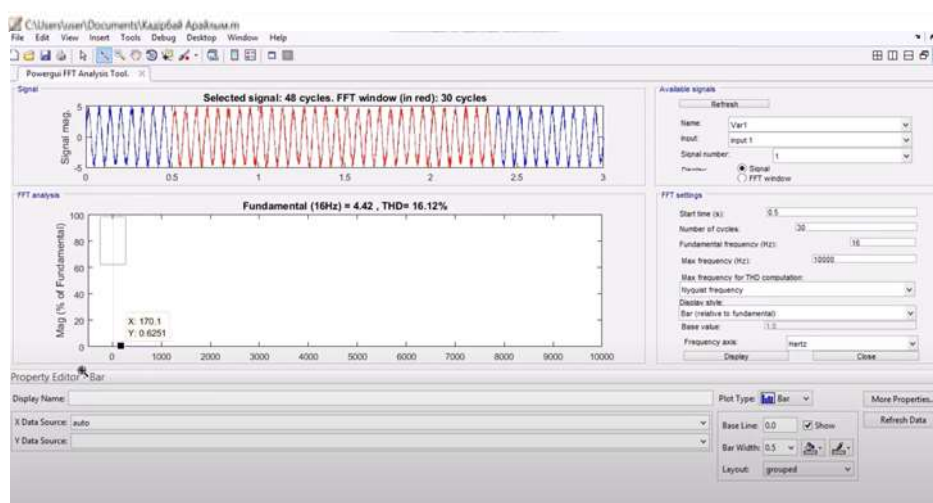 C:\Users\user\Documents\Кадірбай Арайлым.m
File Edit View Insert Tools Debug Desktop Window Help
Powergui FFT Analysis Tool. ×
Signal
Selected signal: 48 cycles. FFT window (in red): 30 cycles
Signal mag.
5
0
-5
0 0.5 1 1.5 2 2.5 3
FFT analysis
Fundamental (16Hz) = 4.42 , THD= 16.12%
Mag (% of Fundamental)
100
80
60
40
20
0
X: 170.1
Y: 0.6251
0 1000 2000 3000 4000 5000 6000 7000 8000 9000 10000
Available signals
Refresh
Name: Var1
Input: input 1
Signal number: 1
Display: Signal
FFT window
FFT settings
Start time (s): 0.5
Number of cycles: 30
Fundamental frequency (Hz): 16
Max frequency (Hz): 10000
Max frequency for THD computation:
Nyquist frequency
Display style:
Bar (relative to fundamental)
Base value: 1.0
Frequency axis: Hertz
Display Close
Property Editor - Bar
Display Name:
X Data Source: auto
Y Data Source:
Plot Type: Bar
Base Line: 0.0 Show
Bar Width: 0.5
Layout: grouped
More Properties..
Refresh Data